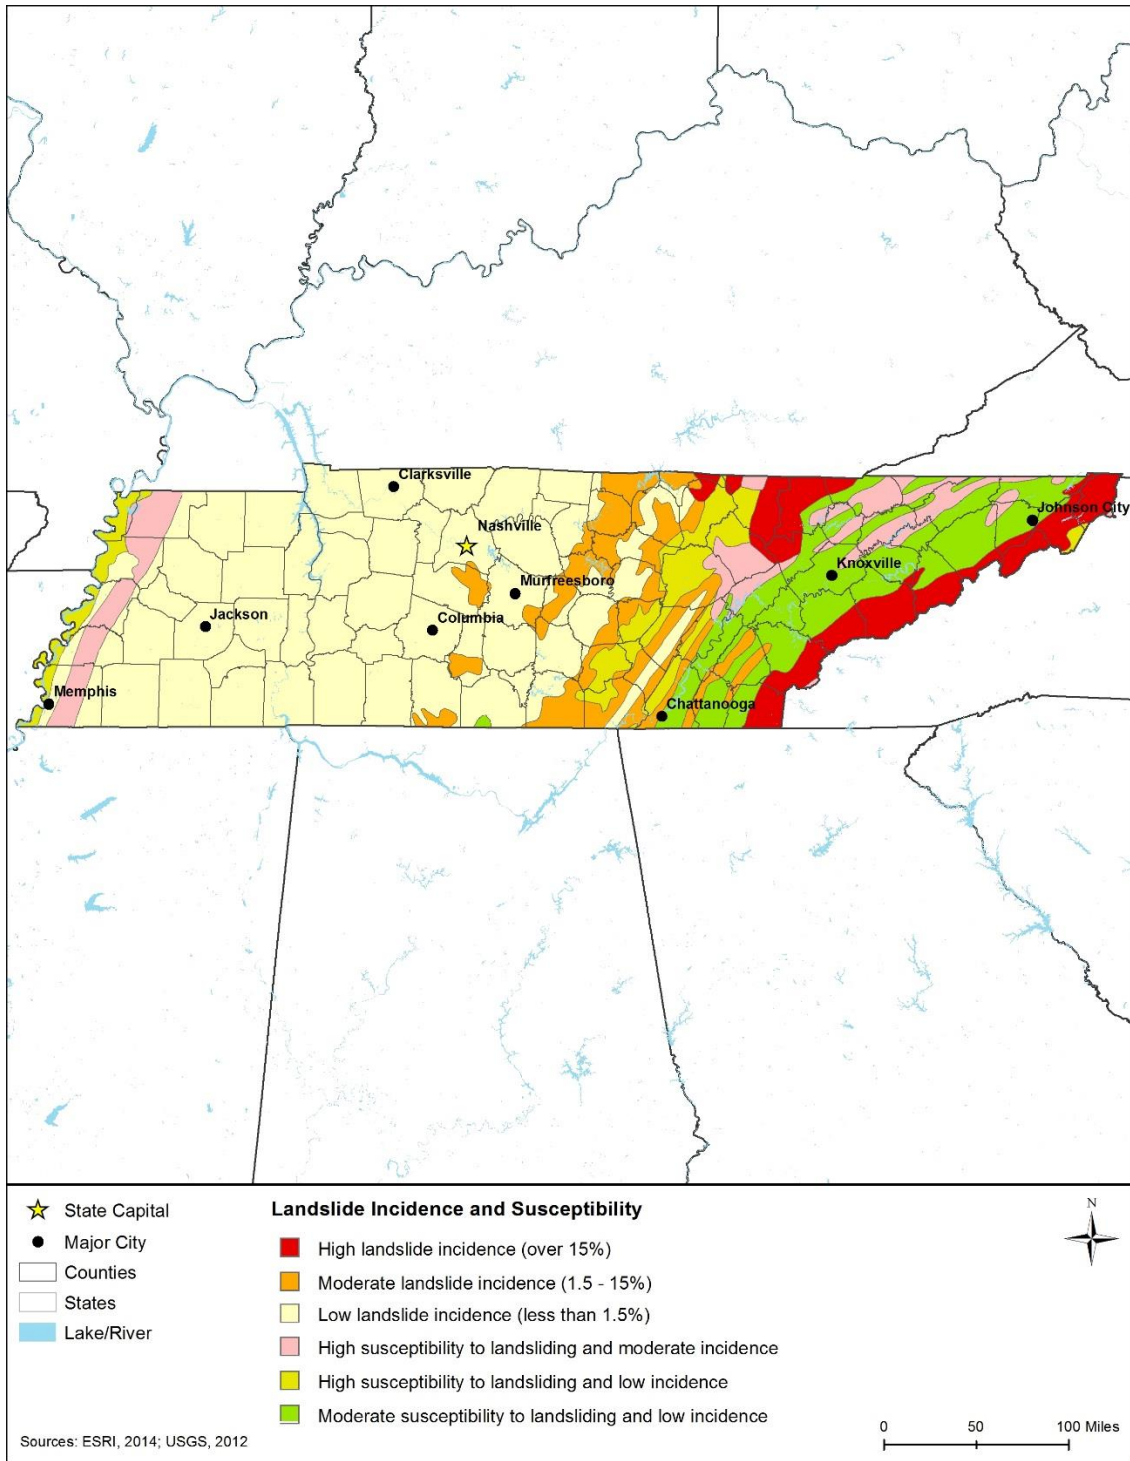 Clarksville
Nashville
Johnson City
Knoxville
Murfreesboro
Jackson
Columbia
Memphis
Chattanooga
State Capital
Major City
Counties
States
Lake/River
Landslide Incidence and Susceptibility
High landslide incidence (over 15%)
Moderate landslide incidence (1.5 - 15%)
Low landslide incidence (less than 1.5%)
High susceptibility to landsliding and moderate incidence
High susceptibility to landsliding and low incidence
Moderate susceptibility to landsliding and low incidence
N
0 50 100 Miles
Sources: ESRI, 2014; USGS, 2012